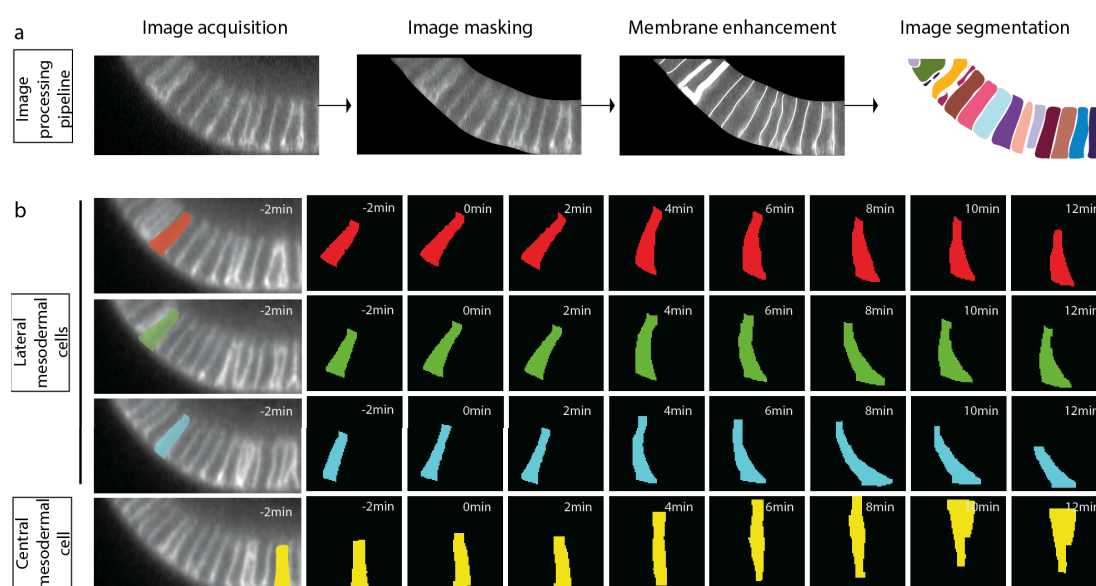 a
Image acquisition
Image masking
Membrane enhancement
Image segmentation
Image
processing
pipeline
b
Lateral
mesodermal
cells
-2min
-2min
0min
2min
4min
6min
8min
10min
12min
-2min
-2min
0min
2min
4min
6min
8min
10min
12min
-2min
-2min
0min
2min
4min
6min
8min
10min
12min
Central
mesodermal
cell
-2min
-2min
0min
2min
4min
6min
8min
10min
12min